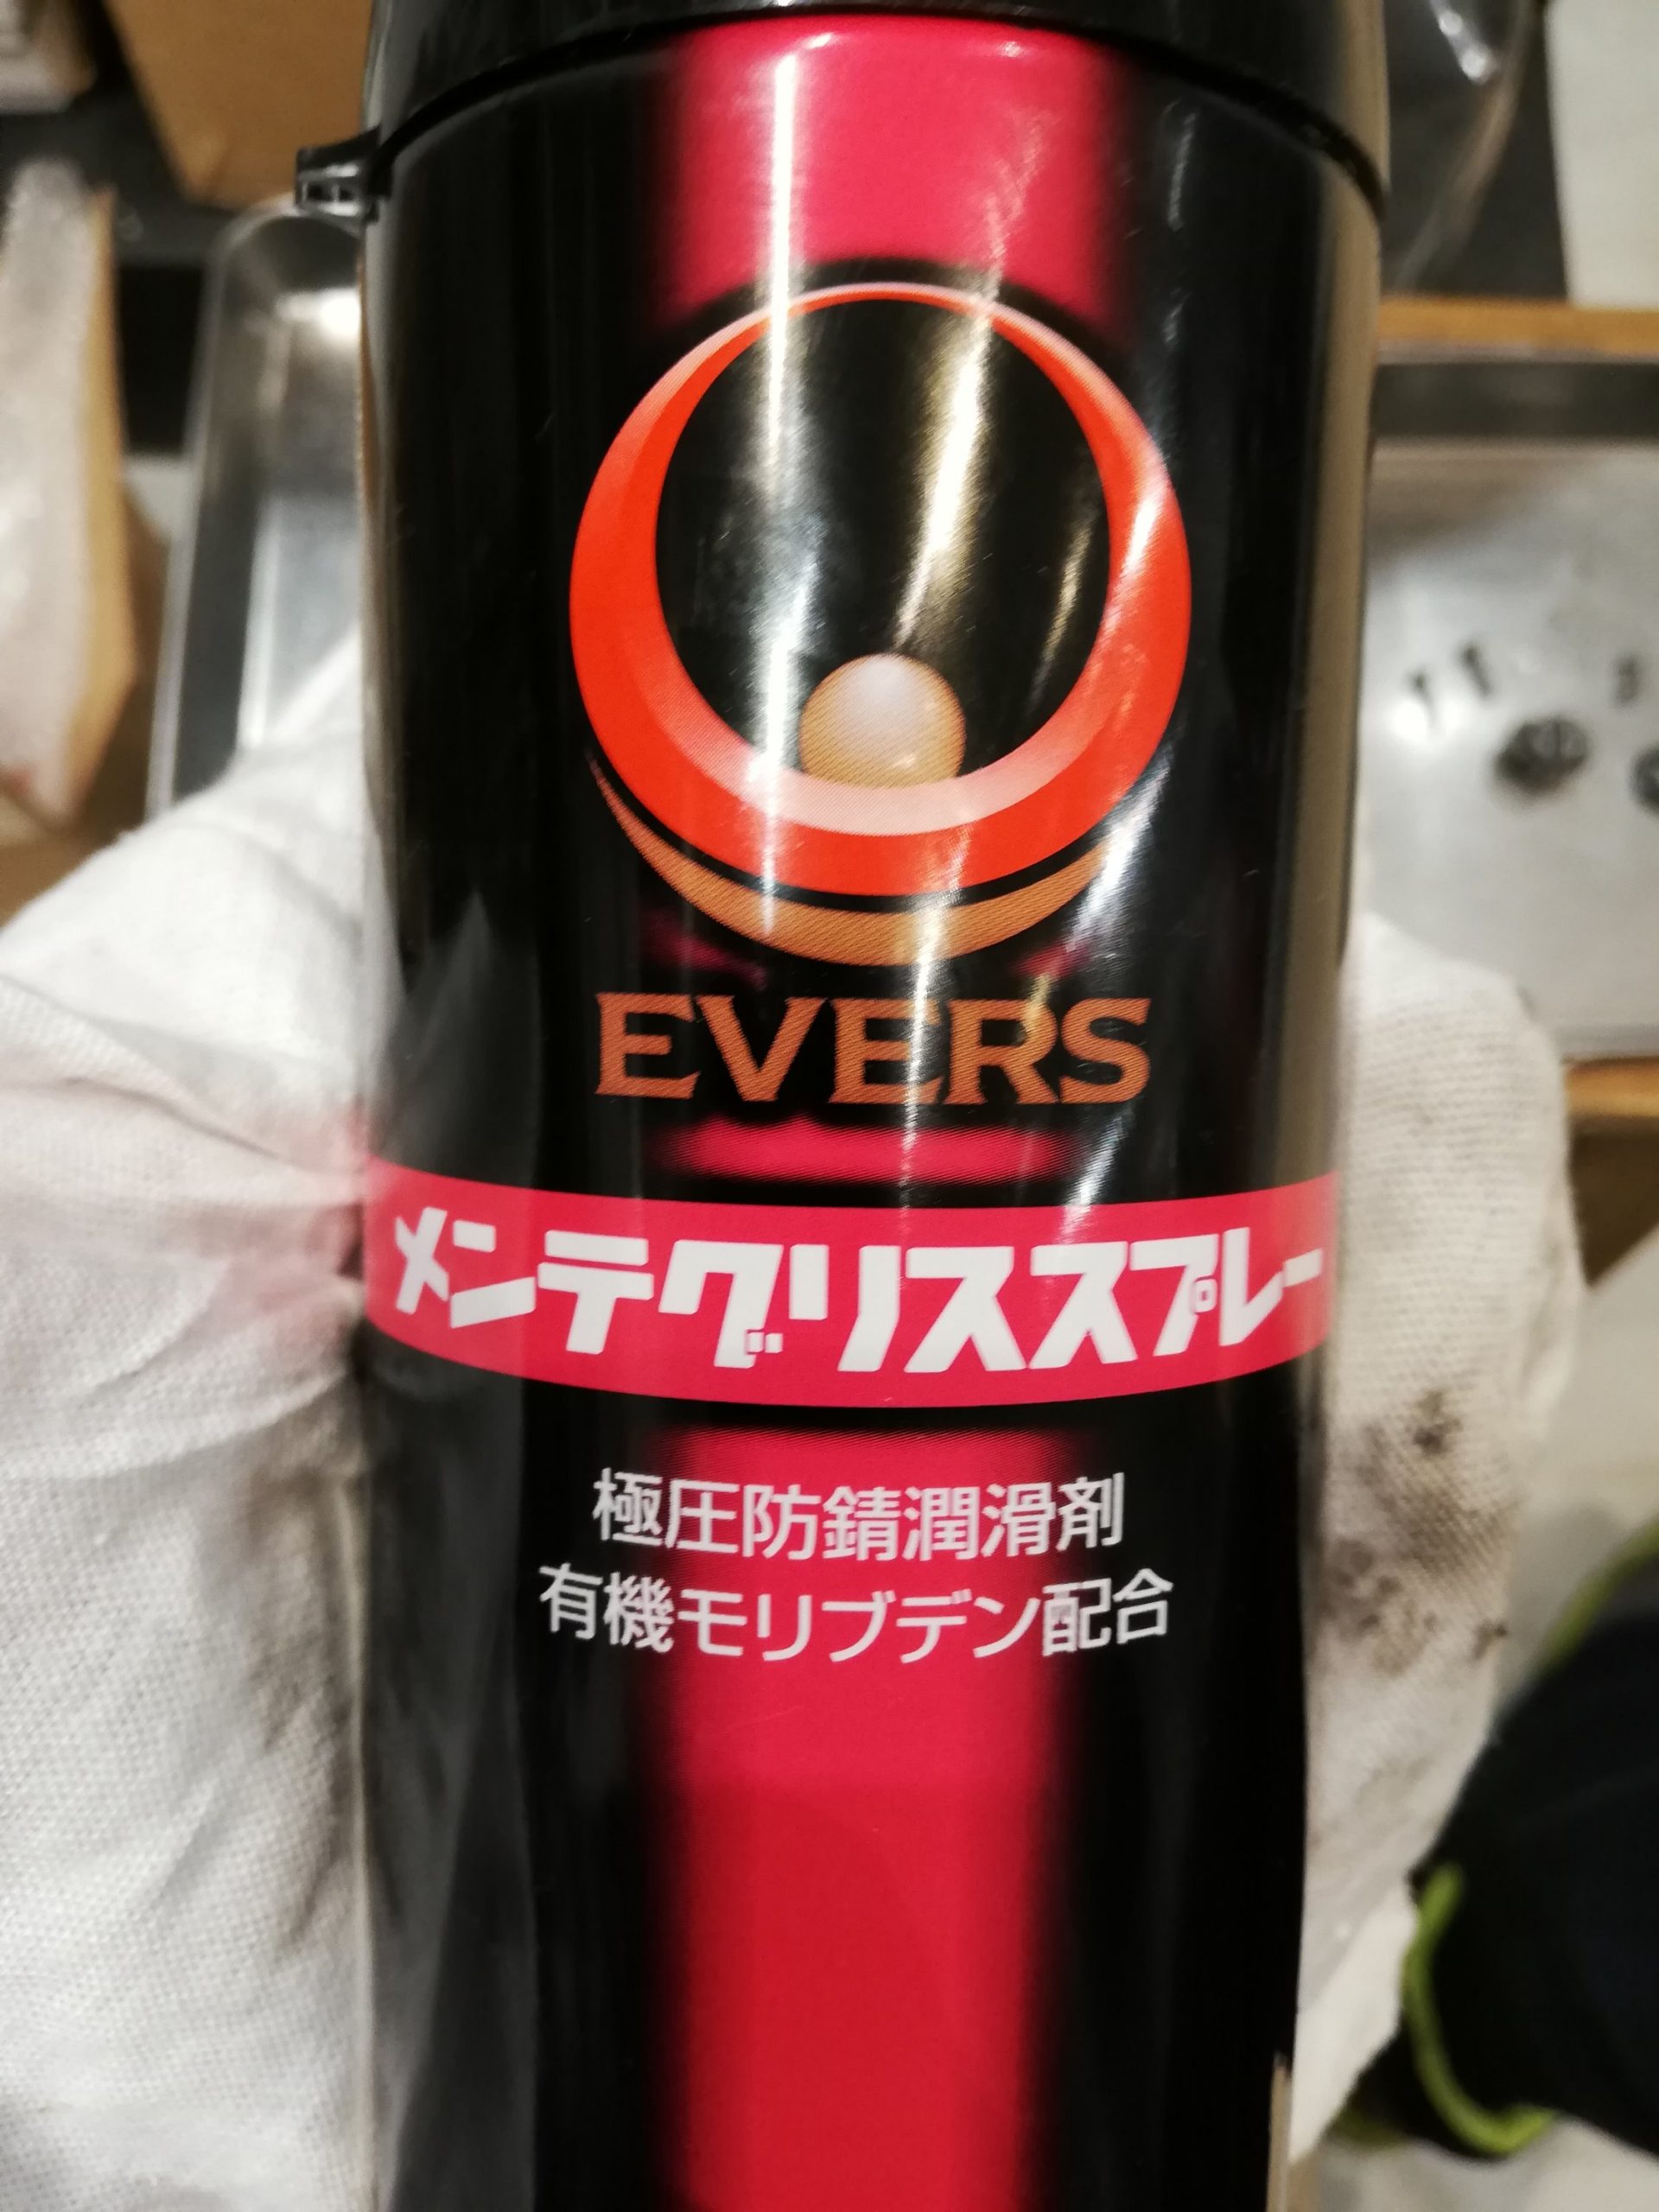 EVERS
メンテグリススプレー
極圧防錆潤滑剤
有機モリブデン配合